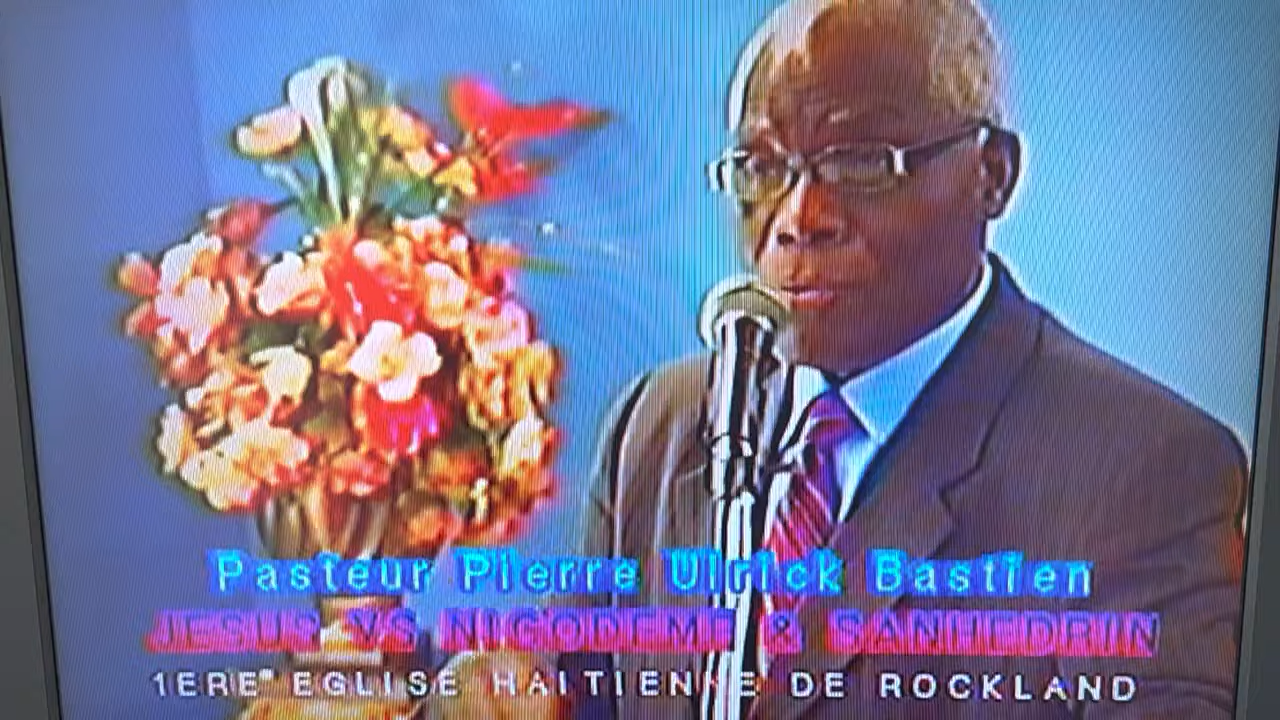 Pasteur Pierre Ulrick Bastien
JESUS VS NICODEME & SANHEDRIN
1ERE EGLISE HAITIENNE DE ROCKLAND